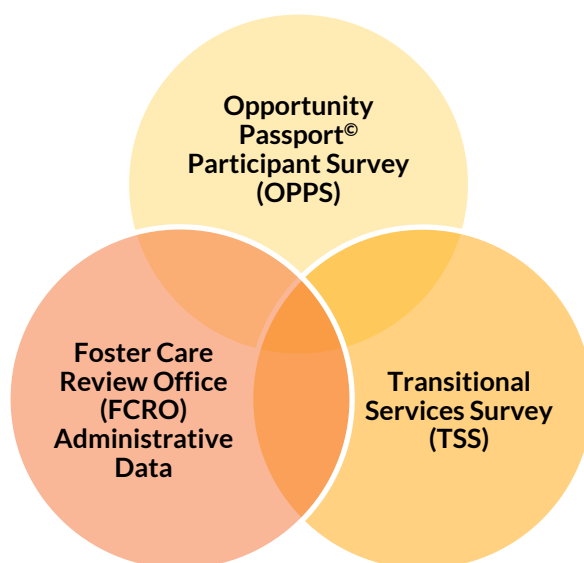 Opportunity
Passport©
Participant Survey
(OPPS)
Foster Care
Review Office
(FCRO)
Administrative
Data
Transitional
Services Survey
(TSS)